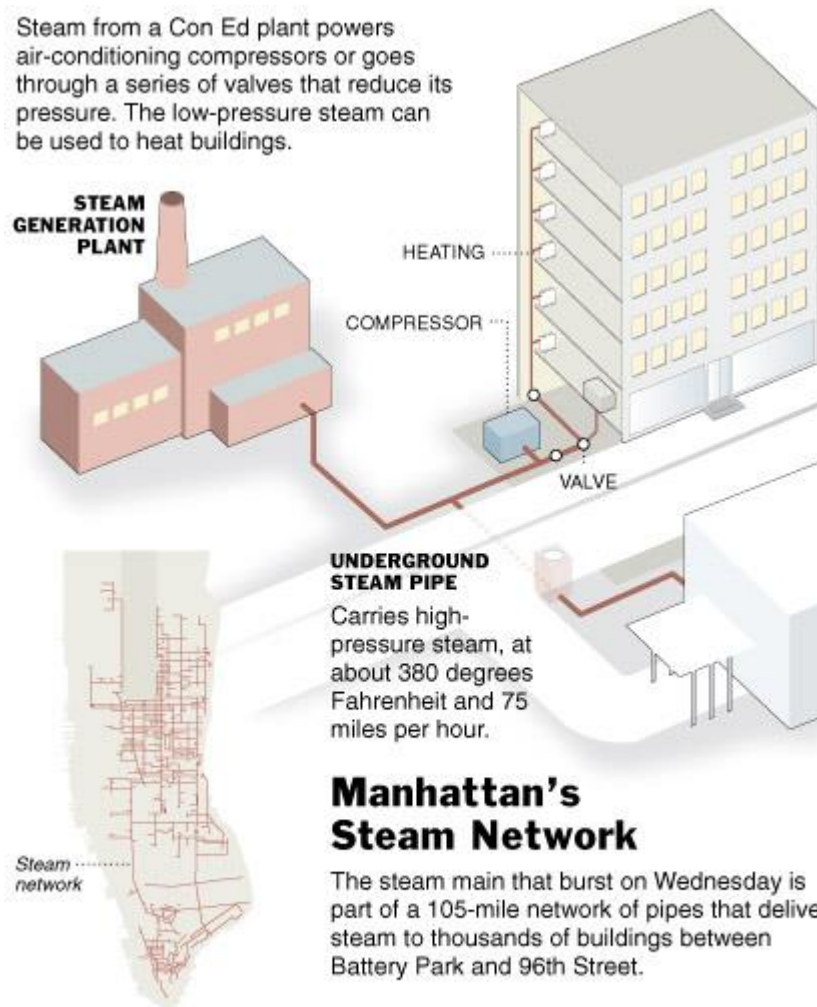 Steam from a Con Ed plant powers
air-conditioning compressors or goes
through a series of valves that reduce its
pressure. The low-pressure steam can
be used to heat buildings.
STEAM
GENERATION
PLANT
HEATING
COMPRESSOR
VALVE
UNDERGROUND
STEAM PIPE
Carries high-
pressure steam, at
about 380 degrees
Fahrenheit and 75
miles per hour.
Steam
network
Manhattan's
Steam Network
The steam main that burst on Wednesday is
part of a 105-mile network of pipes that delive
steam to thousands of buildings between
Battery Park and 96th Street.